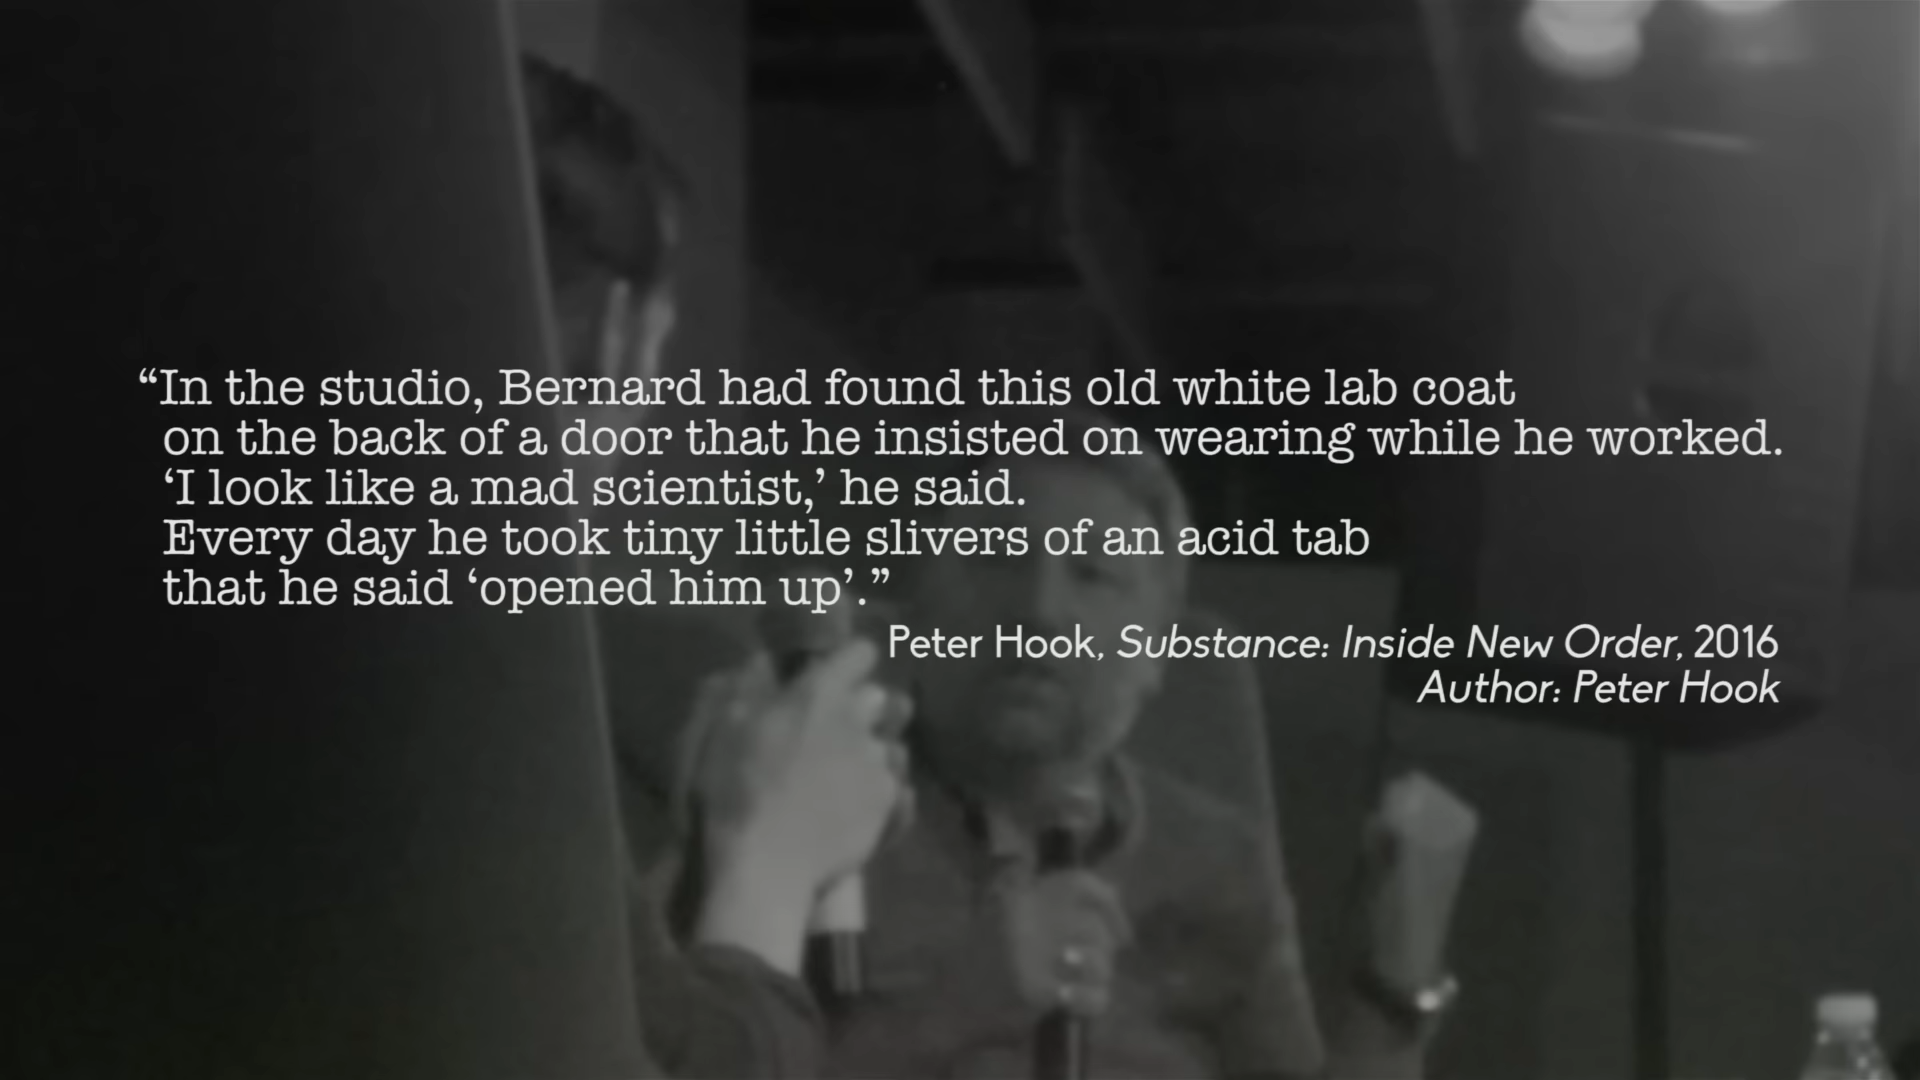 “In the studio, Bernard had found this old white lab coat
on the back of a door that he insisted on wearing while he worked.
‘I look like a mad scientist,’ he said.
Every day he took tiny little slivers of an acid tab
that he said ‘opened him up’.”
Peter Hook, Substance: Inside New Order, 2016
Author: Peter Hook